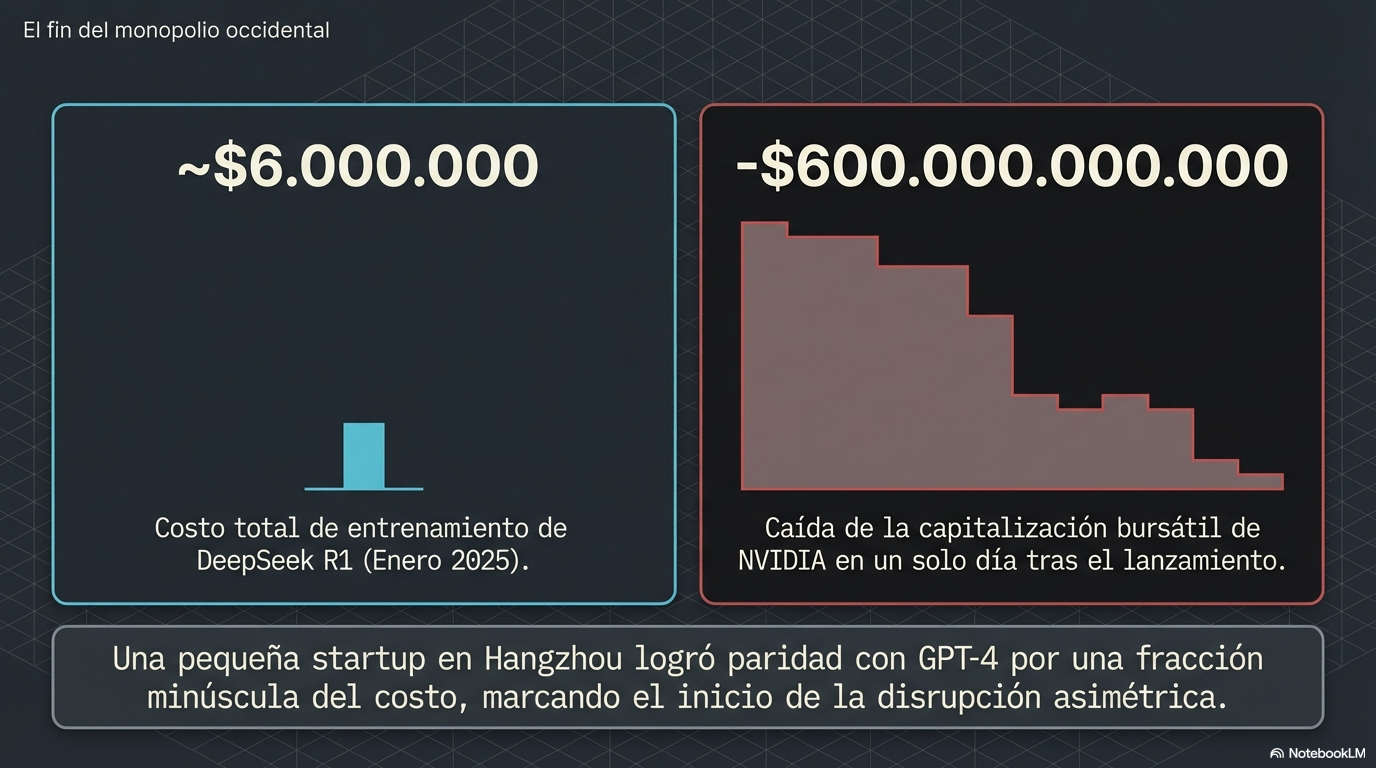 El fin del monopolio occidental
~$6.000.000
Costo total de entrenamiento de
DeepSeek R1 (Enero 2025).
-$600.000.000.000
Caída de la capitalización bursátil de
NVIDIA en un solo día tras el lanzamiento.
Una pequeña startup en Hangzhou logró paridad con GPT-4 por una fracción
minúscula del costo, marcando el inicio de la disrupción asimétrica.
NotebookLM